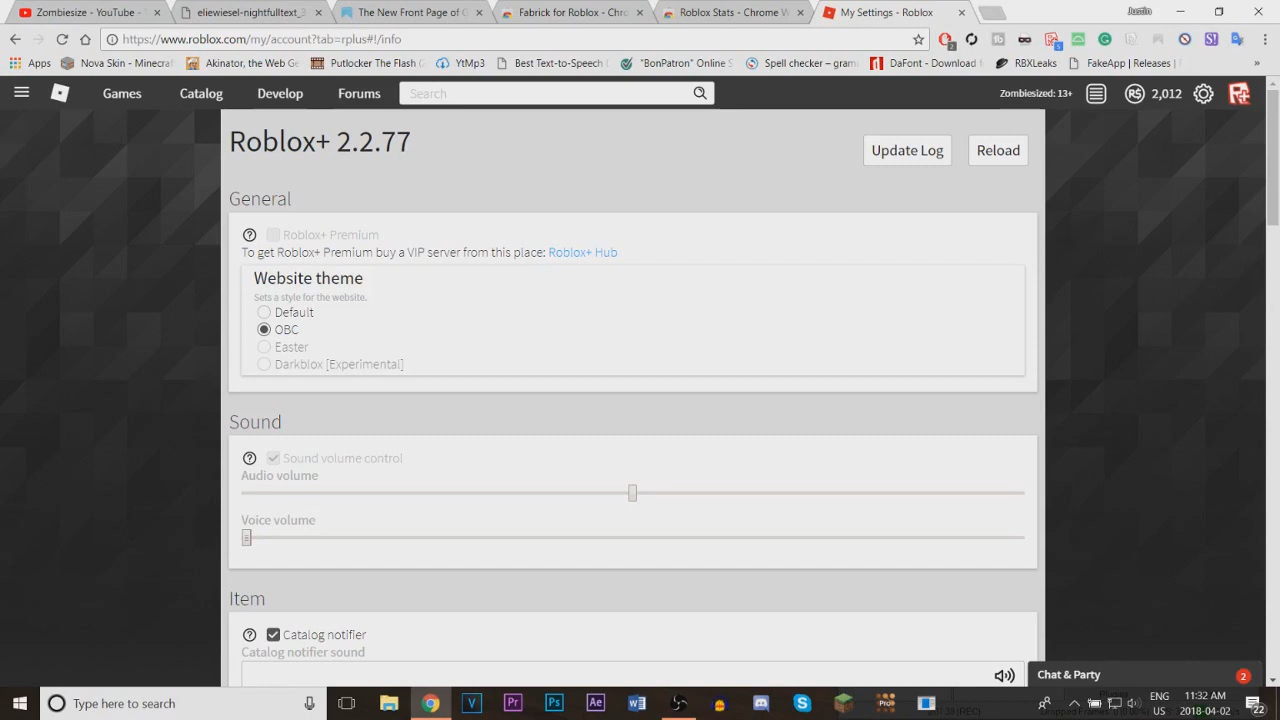 Zombiesize - YouTube -
eliewiesel-nightfulltext_3
The New Front Page of G
Fabrick for Roblox - Chro
Roblox Stats - Chrome W
My Settings - Roblox
Justin
https://www.roblox.com/my/account?tab=rplus#!/info
Apps
Nova Skin - Minecraft
Akinator, the Web Ge
Putlocker The Flash (
YtMp3
Best Text-to-Speech
"BonPatron" Online S
Spell checker – gram
DaFont - Download f
RBXLeaks
FakeApp | Releases |
»
Games
Catalog
Develop
Forums
Search
Zombiesized: 13+
R$ 2,012
R+
Roblox+ 2.2.77
Update Log
Reload
General
Roblox+ Premium
To get Roblox+ Premium buy a VIP server from this place: Roblox+ Hub
Website theme
Sets a style for the website.
Default
OBC
Easter
Darkblox [Experimental]
Sound
Sound volume control
Audio volume
Voice volume
Item
Catalog notifier
Catalog notifier sound
Chat & Party
2
Type here to search
ENG
US
11:32 AM
2018-04-02
22